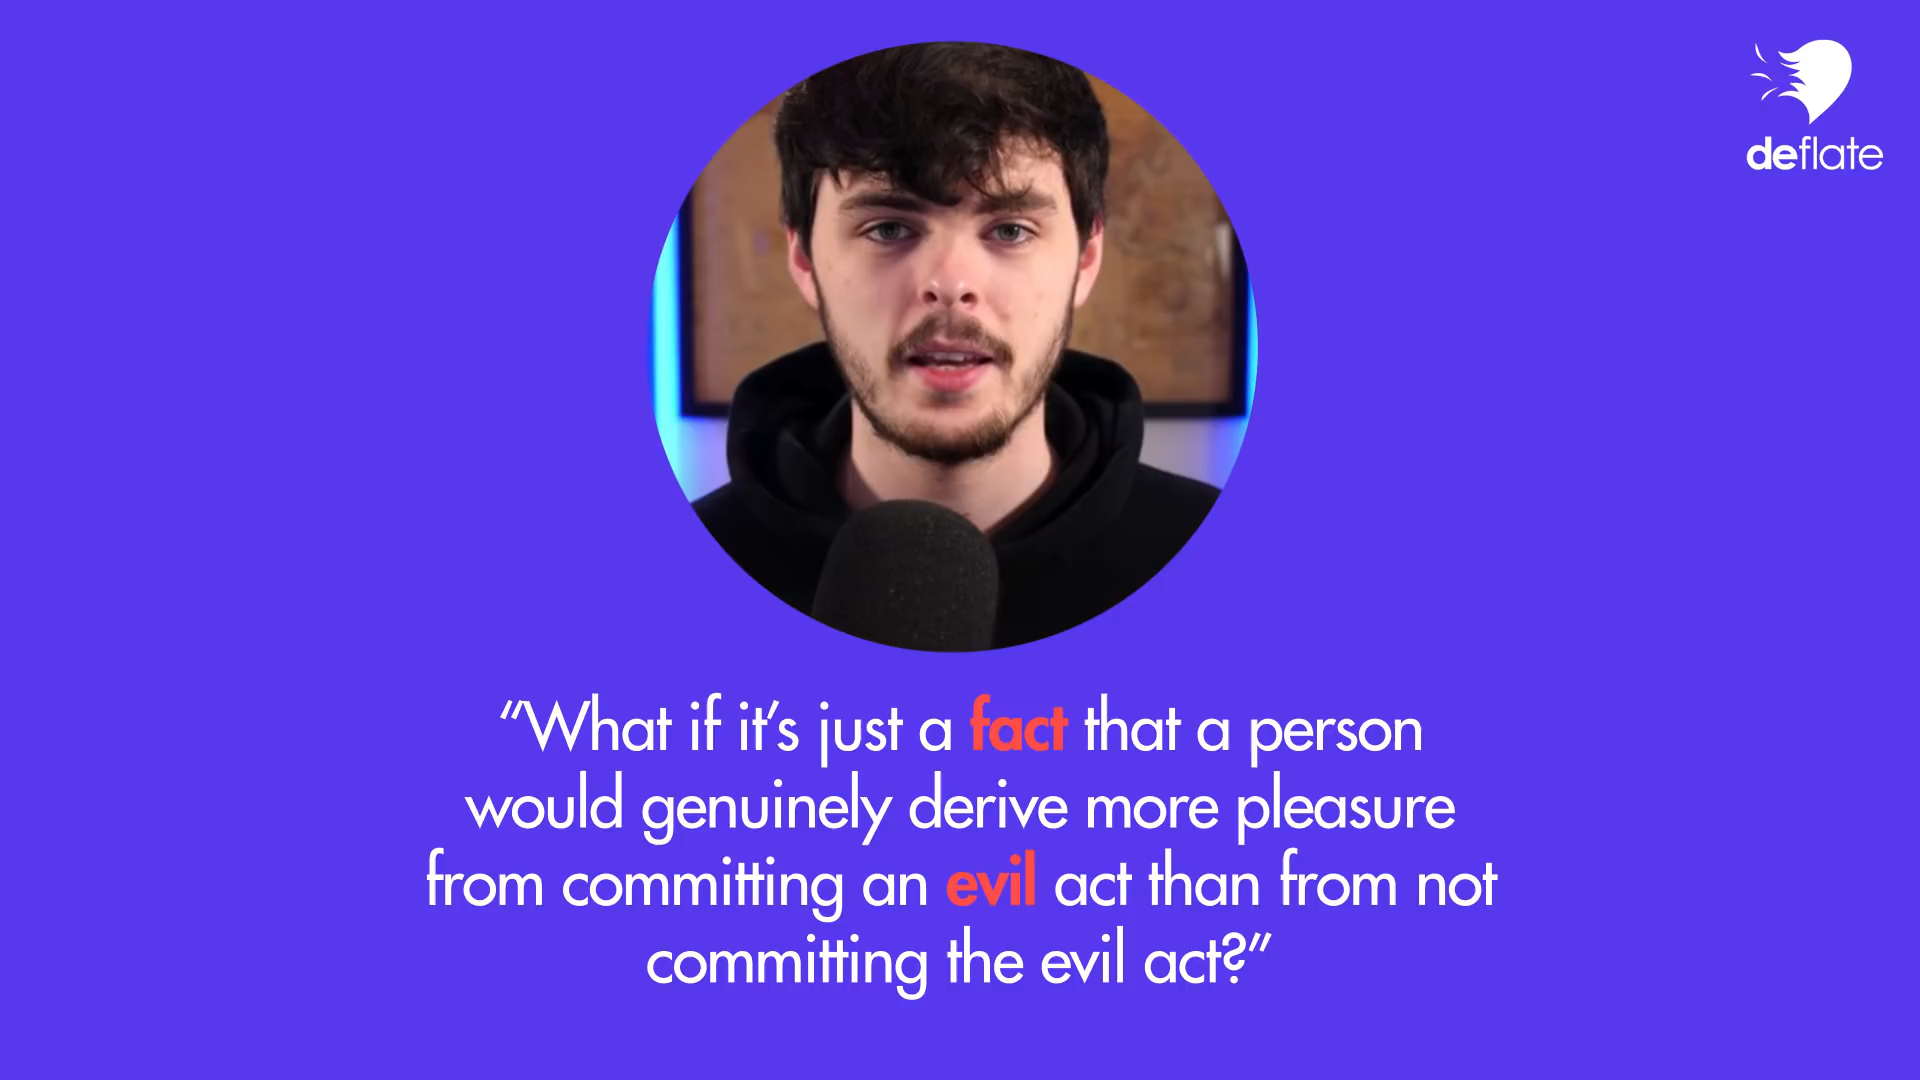 deflate
“What if it’s just a fact that a person
would genuinely derive more pleasure
from committing an evil act than from not
committing the evil act?”